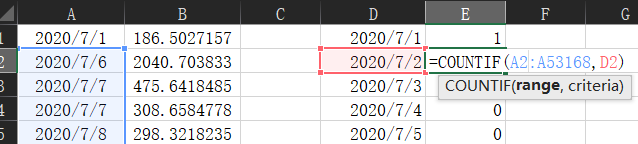 A B C D E F G
1 2020/7/1 186.5027157 2020/7/1 1
2 2020/7/6 2040.703833 2020/7/2 =COUNTIF(A2:A53168,D2)
3 2020/7/7 475.6418485 2020/7/3 COUNTIF(range, criteria)
4 2020/7/7 308.6584778 2020/7/4 0
5 2020/7/8 298.3218235 2020/7/5 0